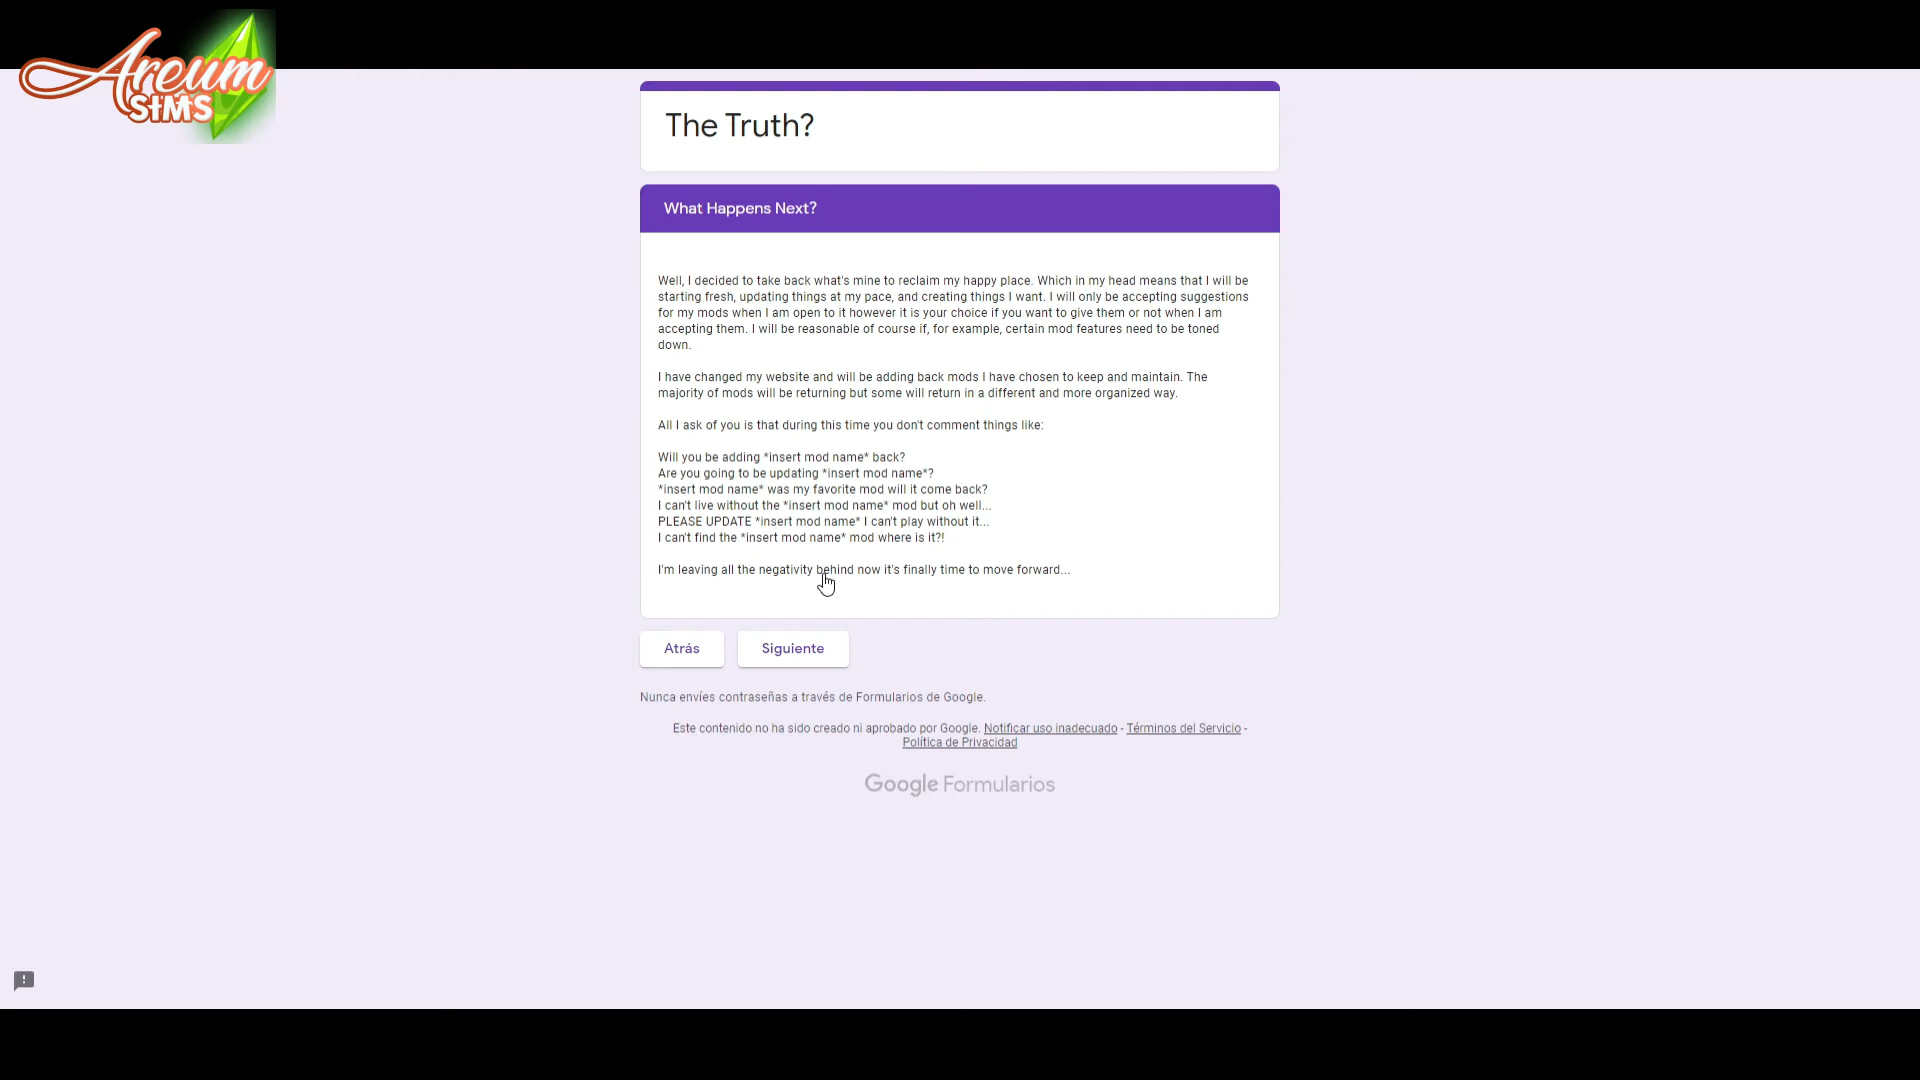 Areum
SIMS
The Truth?
What Happens Next?
Well, I decided to take back what's mine to reclaim my happy place. Which in my head means that I will be
starting fresh, updating things at my pace, and creating things I want. I will only be accepting suggestions
for my mods when I am open to it however it is your choice if you want to give them or not when I am
accepting them. I will be reasonable of course if, for example, certain mod features need to be toned
down.
I have changed my website and will be adding back mods I have chosen to keep and maintain. The
majority of mods will be returning but some will return in a different and more organized way.
All I ask of you is that during this time you don't comment things like:
Will you be adding *insert mod name* back?
Are you going to be updating *insert mod name*?
*insert mod name* was my favorite mod will it come back?
I can't live without the *insert mod name* mod but oh well...
PLEASE UPDATE *insert mod name* I can't play without it...
I can't find the *insert mod name* mod where is it?!
I'm leaving all the negativity behind now it's finally time to move forward...
Atrás
Siguiente
Nunca envíes contraseñas a través de Formularios de Google.
Este contenido no ha sido creado ni aprobado por Google. Notificar uso inadecuado - Términos del Servicio -
Política de Privacidad
Google Formularios